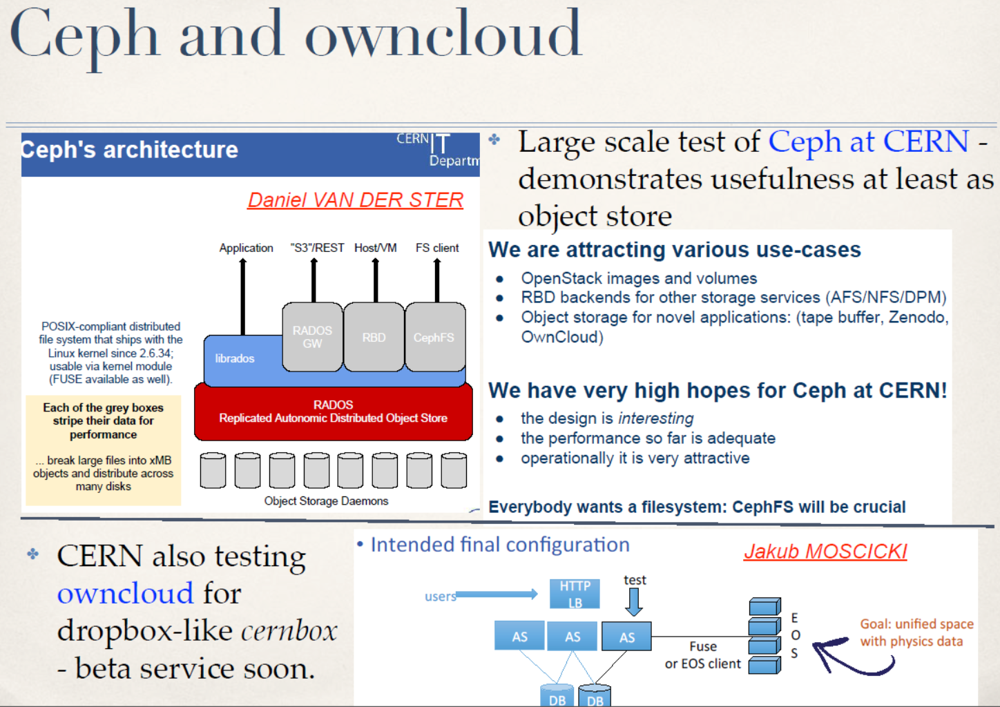 Ceph and owncloud
Ceph's architecture
CERN IT
Departm
Daniel VAN DER STER
Application
"S3"/REST
Host/VM
FS client
POSIX-compliant distributed
file system that ships with the
Linux kernel since 2.6.34;
usable via kernel module
(FUSE available as well).
Each of the grey boxes
stripe their data for
performance
... break large files into xMB
objects and distribute across
many disks
RADOS
GW
RBD
CephFS
librados
RADOS
Replicated Autonomic Distributed Object Store
Object Storage Daemons
Large scale test of Ceph at CERN -
demonstrates usefulness at least as
object store
We are attracting various use-cases
● OpenStack images and volumes
● RBD backends for other storage services (AFS/NFS/DPM)
● Object storage for novel applications: (tape buffer, Zenodo,
OwnCloud)
We have very high hopes for Ceph at CERN!
● the design is interesting
● the performance so far is adequate
● operationally it is very attractive
Everybody wants a filesystem: CephFS will be crucial
CERN also testing
owncloud for
dropbox-like cernbox
- beta service soon.
• Intended final configuration
Jakub MOSCICKI
users
HTTP
LB
test
AS
AS
AS
Fuse
or EOS client
E
O
S
Goal: unified space
with physics data
DB
DB